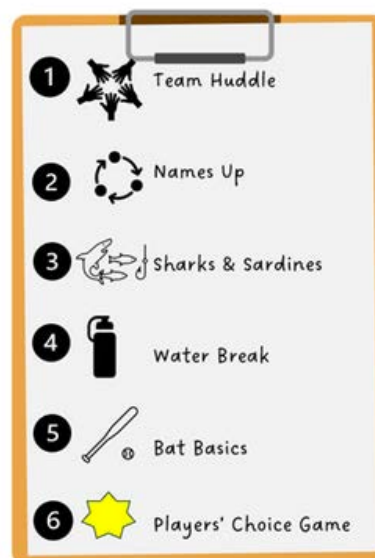 1 Team Huddle
2 Names Up
3 Sharks & Sardines
4 Water Break
5 Bat Basics
6 Players' Choice Game